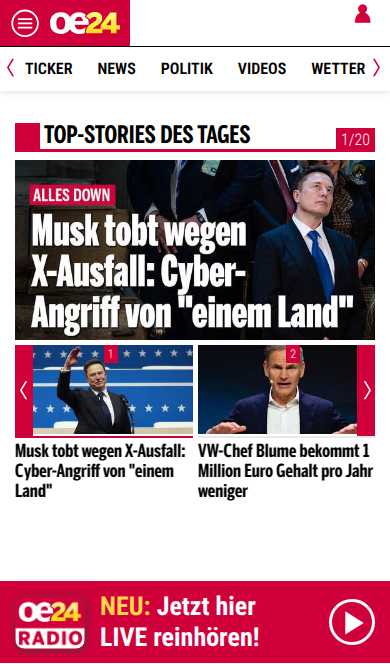 oe24
TICKER NEWS POLITIK VIDEOS WETTER
TOP-STORIES DES TAGES
1/20
ALLES DOWN
Musk tobt wegen
X-Ausfall: Cyber-
Angriff von "einem Land"
1
2
Musk tobt wegen X-Ausfall:
Cyber-Angriff von "einem
Land"
VW-Chef Blume bekommt 1
Million Euro Gehalt pro Jahr
weniger
oe24
RADIO
NEU: Jetzt hier
LIVE reinhören!